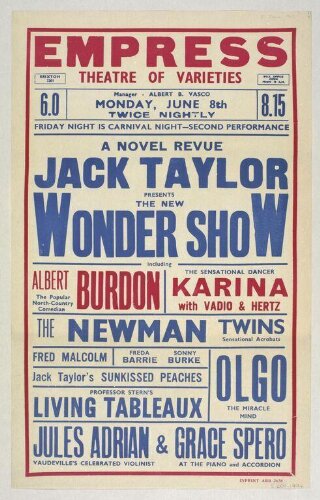 EMPRESS
THEATRE OF VARIETIES
6.0
Manager - ALBERT B. VASCO
MONDAY, JUNE 8th
TWICE NIGHTLY
8.15
FRIDAY NIGHT IS CARNIVAL NIGHT—SECOND PERFORMANCE
A NOVEL REVUE
JACK TAYLOR
PRESENTS
THE NEW
WONDER SHOW
including
ALBERT BURDON
The Popular
North-Country
Comedian
THE SENSATIONAL DANCER
KARINA
with VADIO & HERTZ
THE NEWMAN TWINS
Sensational Acrobats
FRED MALCOLM
FREDA BARRIE
SONNY BURKE
Jack Taylor's SUNKISSED PEACHES
PROFESSOR STERN'S
LIVING TABLEAUX
OLGO
THE MIRACLE
MIND
JULES ADRIAN & GRACE SPERO
VAUDEVILLE'S CELEBRATED VIOLINIST
AT THE PIANO and ACCORDION